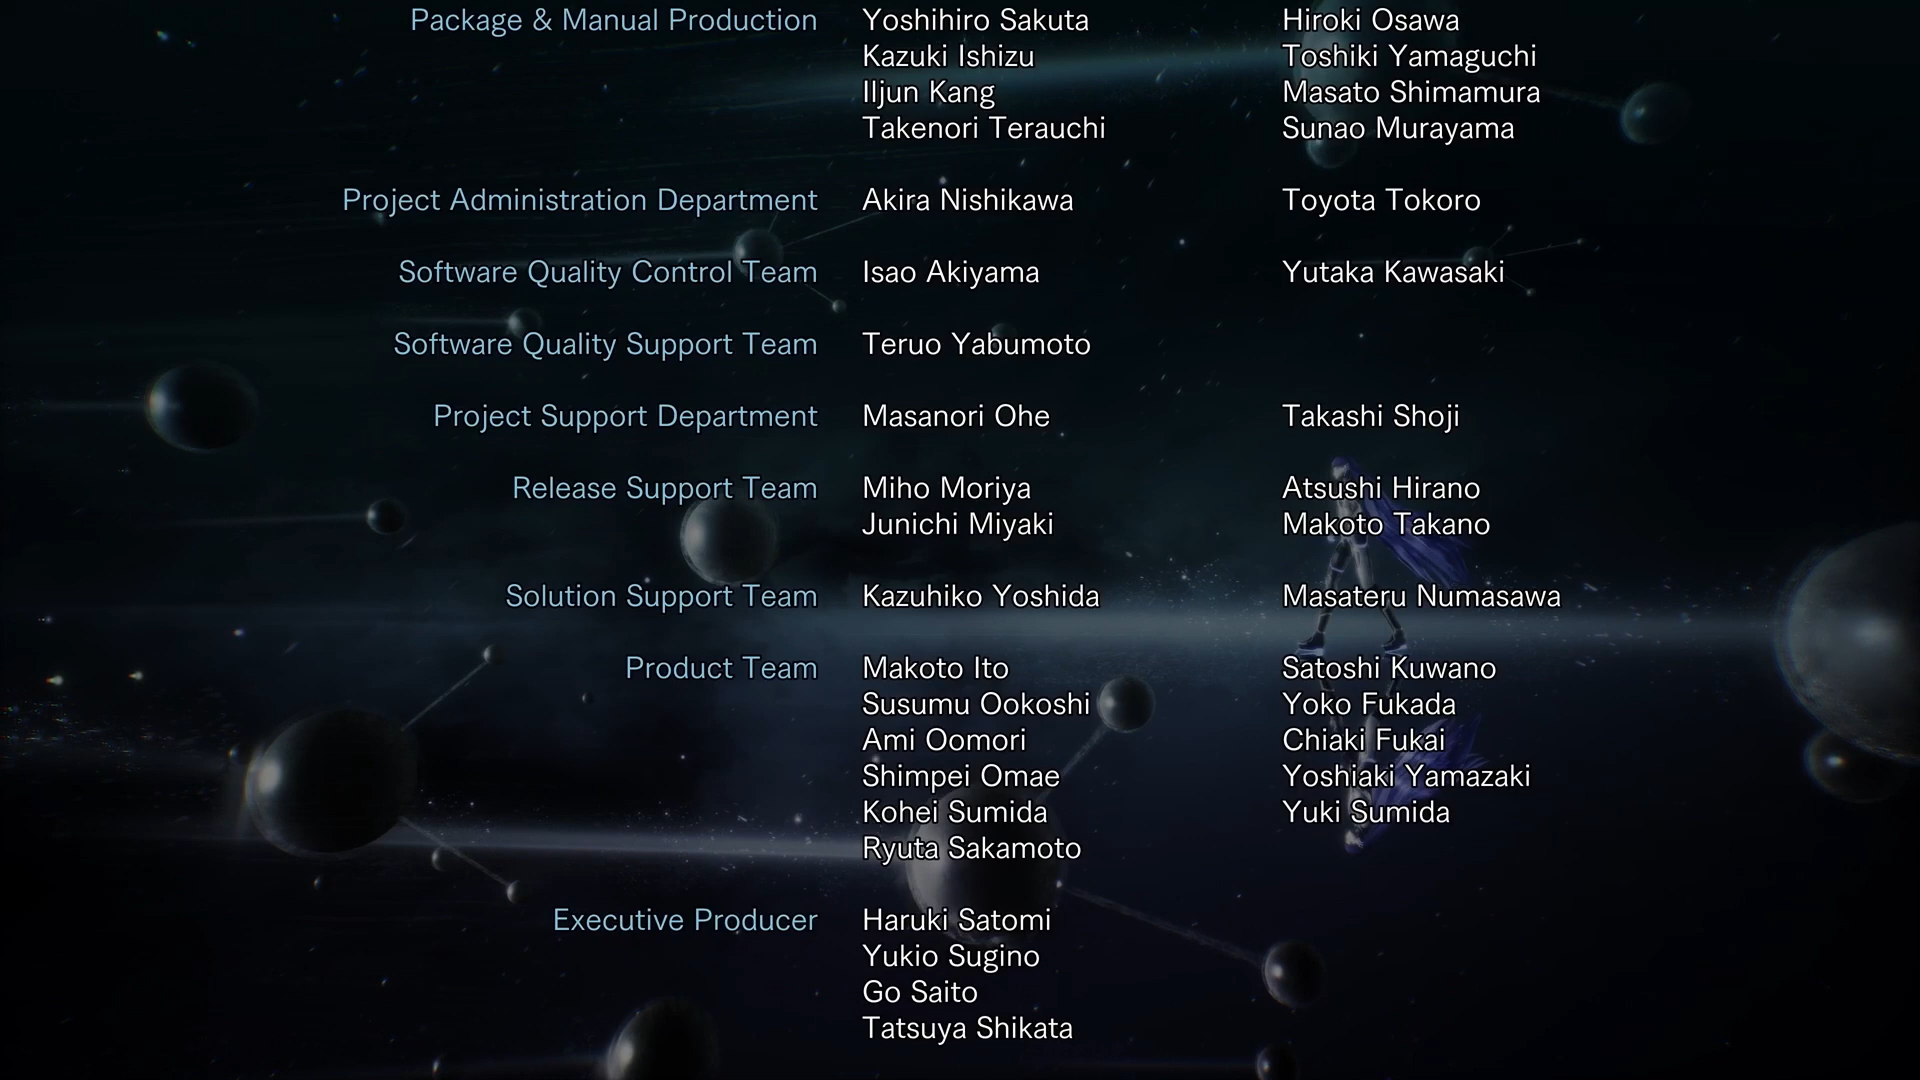 Package & Manual Production Yoshihiro Sakuta Hiroki Osawa
Kazuki Ishizu Toshiki Yamaguchi
Iljun Kang Masato Shimamura
Takenori Terauchi Sunao Murayama
Project Administration Department Akira Nishikawa Toyota Tokoro
Software Quality Control Team Isao Akiyama Yutaka Kawasaki
Software Quality Support Team Teruo Yabumoto
Project Support Department Masanori Ohe Takashi Shoji
Release Support Team Miho Moriya Atsushi Hirano
Junichi Miyaki Makoto Takano
Solution Support Team Kazuhiko Yoshida Masateru Numasawa
Product Team Makoto Ito Satoshi Kuwano
Susumu Ookoshi Yoko Fukada
Ami Oomori Chiaki Fukai
Shimpei Omae Yoshiaki Yamazaki
Kohei Sumida Yuki Sumida
Ryuta Sakamoto
Executive Producer Haruki Satomi
Yukio Sugino
Go Saito
Tatsuya Shikata